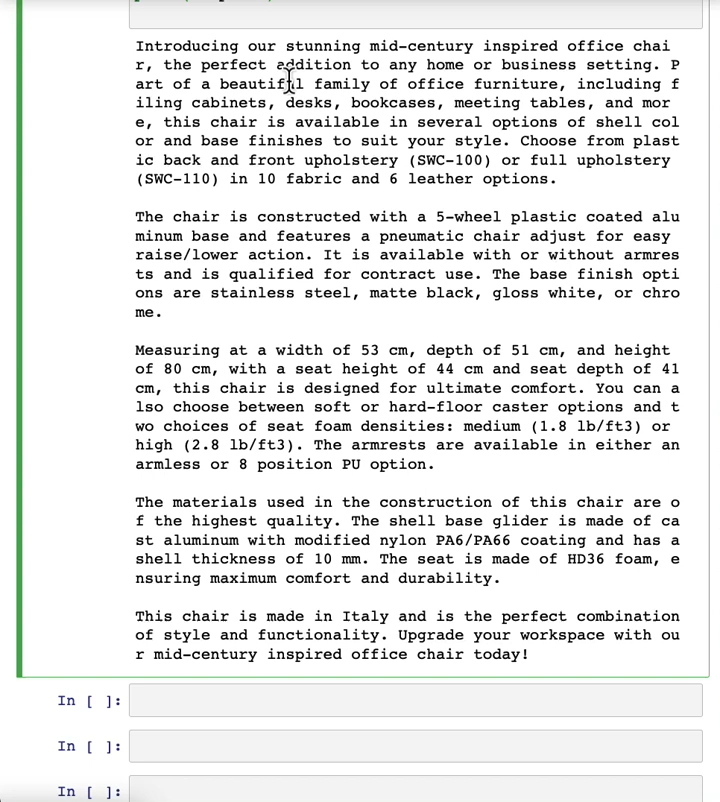 Introducing our stunning mid-century inspired office chai
r, the perfect addition to any home or business setting. P
art of a beautiful family of office furniture, including f
iling cabinets, desks, bookcases, meeting tables, and mor
e, this chair is available in several options of shell col
or and base finishes to suit your style. Choose from plast
ic back and front upholstery (SWC-100) or full upholstery
(SWC-110) in 10 fabric and 6 leather options.

The chair is constructed with a 5-wheel plastic coated alu
minum base and features a pneumatic chair adjust for easy
raise/lower action. It is available with or without armres
ts and is qualified for contract use. The base finish opti
ons are stainless steel, matte black, gloss white, or chro
me.

Measuring at a width of 53 cm, depth of 51 cm, and height
of 80 cm, with a seat height of 44 cm and seat depth of 41
cm, this chair is designed for ultimate comfort. You can a
lso choose between soft or hard-floor caster options and t
wo choices of seat foam densities: medium (1.8 lb/ft3) or
high (2.8 lb/ft3). The armrests are available in either an
armless or 8 position PU option.

The materials used in the construction of this chair are o
f the highest quality. The shell base glider is made of ca
st aluminum with modified nylon PA6/PA66 coating and has a
shell thickness of 10 mm. The seat is made of HD36 foam, e
nsuring maximum comfort and durability.

This chair is made in Italy and is the perfect combination
of style and functionality. Upgrade your workspace with ou
r mid-century inspired office chair today!
In [ ]:
In [ ]:
In [ ]: